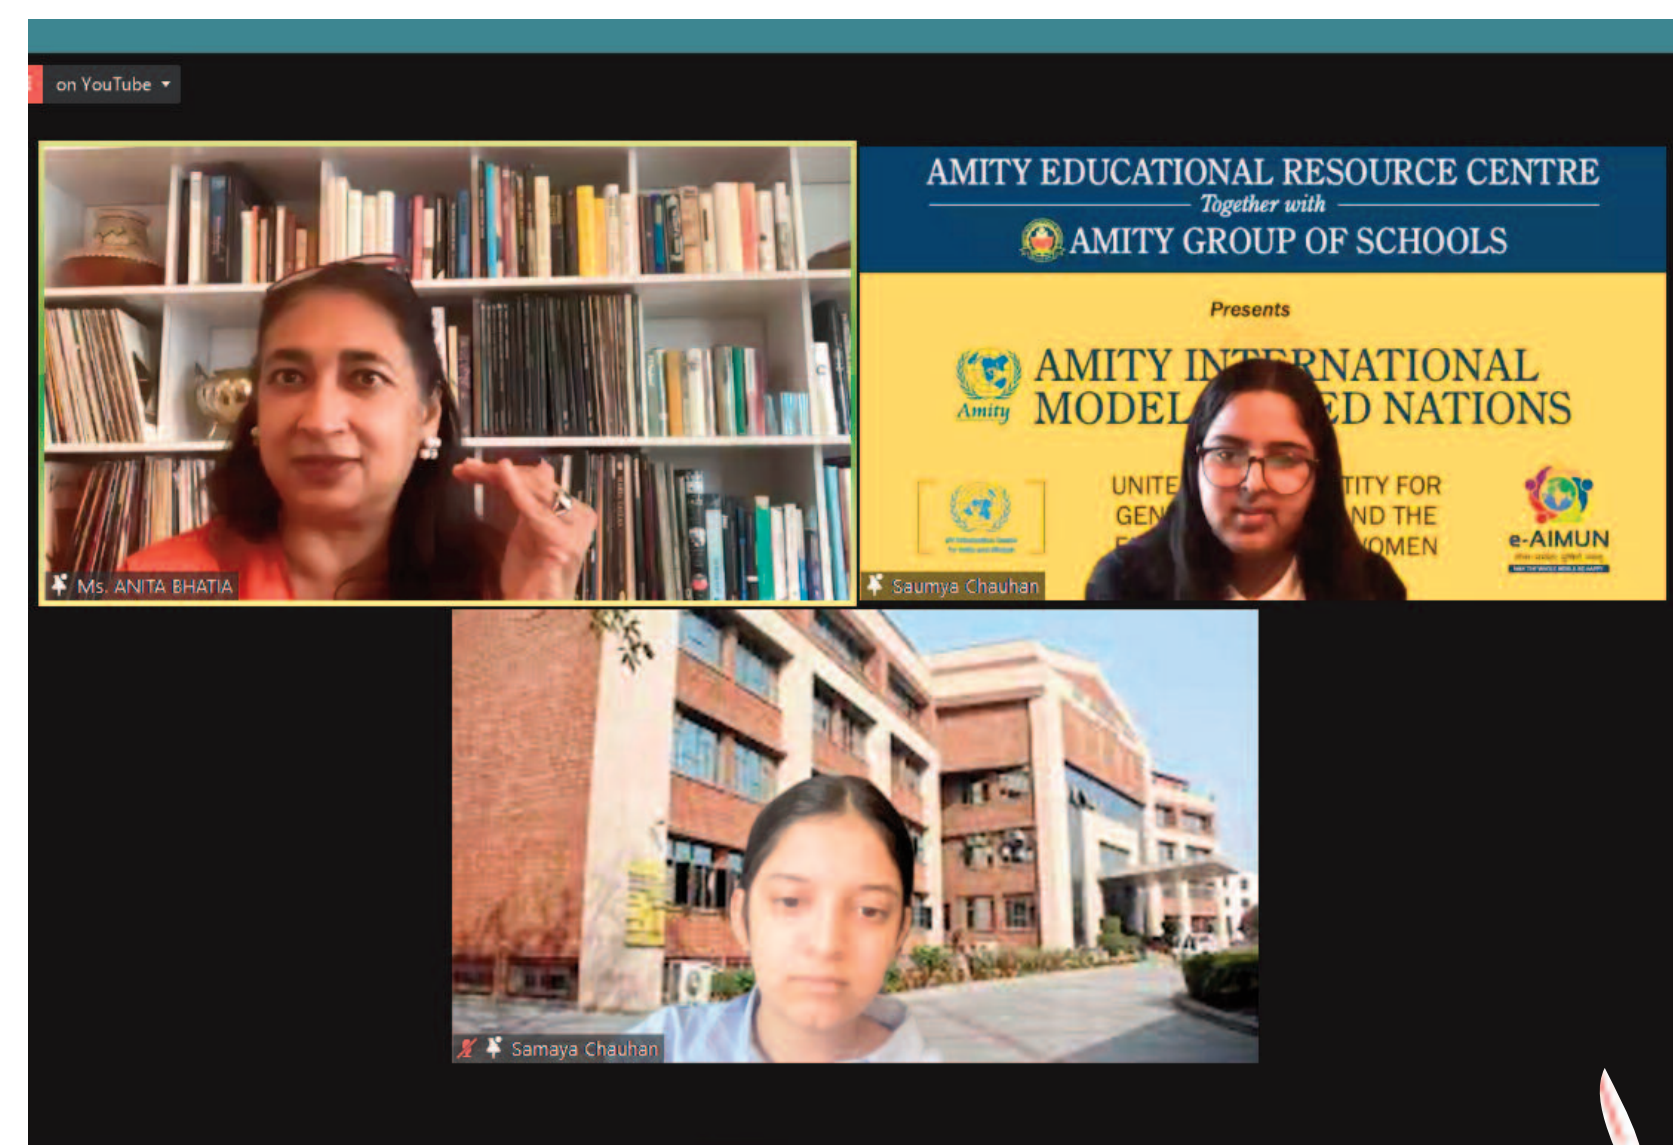 on YouTube
Ms. ANITA BHATIA
AMITY EDUCATIONAL RESOURCE CENTRE
Together with
AMITY GROUP OF SCHOOLS
Presents
AMITY IN RNATIONAL
Amity
MODEL ED NATIONS
UNITE TITY FOR
GEN ND THE
OMEN
e-AIMUN
Saumya Chauhan
Samaya Chauhan